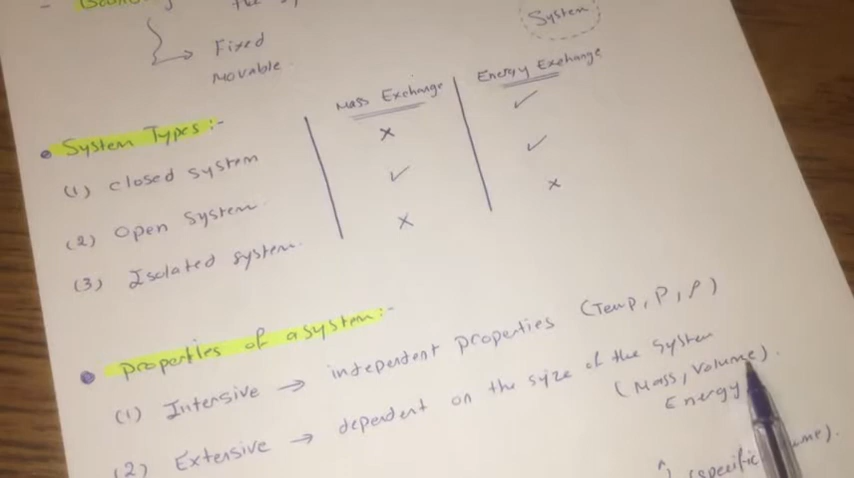 the
System
Fixed
Movable
Mass Exchange
Energy Exchange
• System Types:-
(1) closed system × ✓
(2) Open System ✓ ✓
(3) Isolated system × ×
• properties of a system:-
(1) Intensive → independent properties (Temp, P, ρ)
(2) Extensive → dependent on the size of the system
(Mass, Volume).
Energy
(specific